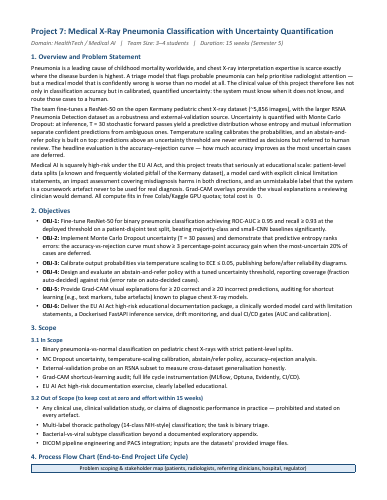 Project 7: Medical X-Ray Pneumonia Classification with Uncertainty Quantification
Domain: HealthTech / Medical AI | Team Size: 3–4 students | Duration: 15 weeks (Semester 5)
1. Overview and Problem Statement
Pneumonia is a leading cause of childhood mortality worldwide, and chest X-ray interpretation expertise is scarce exactly
where the disease burden is highest. A triage model that flags probable pneumonia can help prioritise radiologist attention —
but a medical model that is confidently wrong is worse than no model at all. The clinical value of this project therefore lies not
only in classification accuracy but in calibrated, quantified uncertainty: the system must know when it does not know, and
route those cases to a human.
The team fine-tunes a ResNet-50 on the open Kermany pediatric chest X-ray dataset (~5,856 images), with the larger RSNA
Pneumonia Detection dataset as a robustness and external-validation source. Uncertainty is quantified with Monte Carlo
Dropout: at inference, T = 30 stochastic forward passes yield a predictive distribution whose entropy and mutual information
separate confident predictions from ambiguous ones. Temperature scaling calibrates the probabilities, and an abstain-and-
refer policy is built on top: predictions above an uncertainty threshold are never emitted as decisions but referred to human
review. The headline evaluation is the accuracy-rejection curve — how much accuracy improves as the most uncertain cases
are deferred.
Medical AI is squarely high-risk under the EU AI Act, and this project treats that seriously at educational scale: patient-level
data splits (a known and frequently violated pitfall of the Kermany dataset), a model card with explicit clinical limitation
statements, an impact assessment covering misdiagnosis harms in both directions, and an unmistakable label that the system
is a coursework artefact never to be used for real diagnosis. Grad-CAM overlays provide the visual explanations a reviewing
clinician would demand. All compute fits in free Colab/Kaggle GPU quotas; total cost is 0.
2. Objectives
• OBJ-1: Fine-tune ResNet-50 for binary pneumonia classification achieving ROC-AUC ≥ 0.95 and recall ≥ 0.93 at the
deployed threshold on a patient-disjoint test split, beating majority-class and small-CNN baselines significantly.
• OBJ-2: Implement Monte Carlo Dropout uncertainty (T = 30 passes) and demonstrate that predictive entropy ranks
errors: the accuracy-vs-rejection curve must show ≥ 3 percentage-point accuracy gain when the most-uncertain 20% of
cases are deferred.
• OBJ-3: Calibrate output probabilities via temperature scaling to ECE ≤ 0.05, publishing before/after reliability diagrams.
• OBJ-4: Design and evaluate an abstain-and-refer policy with a tuned uncertainty threshold, reporting coverage (fraction
auto-decided) against risk (error rate on auto-decided cases).
• OBJ-5: Provide Grad-CAM visual explanations for ≥ 20 correct and ≥ 20 incorrect predictions, auditing for shortcut
learning (e.g., text markers, tube artefacts) known to plague chest X-ray models.
• OBJ-6: Deliver the EU AI Act high-risk educational documentation package, a clinically worded model card with limitation
statements, a Dockerised FastAPI inference service, drift monitoring, and dual CI/CD gates (AUC and calibration).
3. Scope
3.1 In Scope
• Binary pneumonia-vs-normal classification on pediatric chest X-rays with strict patient-level splits.
• MC Dropout uncertainty, temperature-scaling calibration, abstain/refer policy, accuracy-rejection analysis.
• External-validation probe on an RSNA subset to measure cross-dataset generalisation honestly.
• Grad-CAM shortcut-learning audit; full life cycle instrumentation (MLflow, Optuna, Evidently, CI/CD).
• EU AI Act high-risk documentation exercise, clearly labelled educational.
3.2 Out of Scope (to keep cost at zero and effort within 15 weeks)
• Any clinical use, clinical validation study, or claims of diagnostic performance in practice — prohibited and stated on
every artefact.
• Multi-label thoracic pathology (14-class NIH-style) classification; the task is binary triage.
• Bacterial-vs-viral subtype classification beyond a documented exploratory appendix.
• DICOM pipeline engineering and PACS integration; inputs are the datasets' provided image files.
4. Process Flow Chart (End-to-End Project Life Cycle)
Problem scoping & stakeholder map (patients, radiologists, referring clinicians, hospital, regulator)